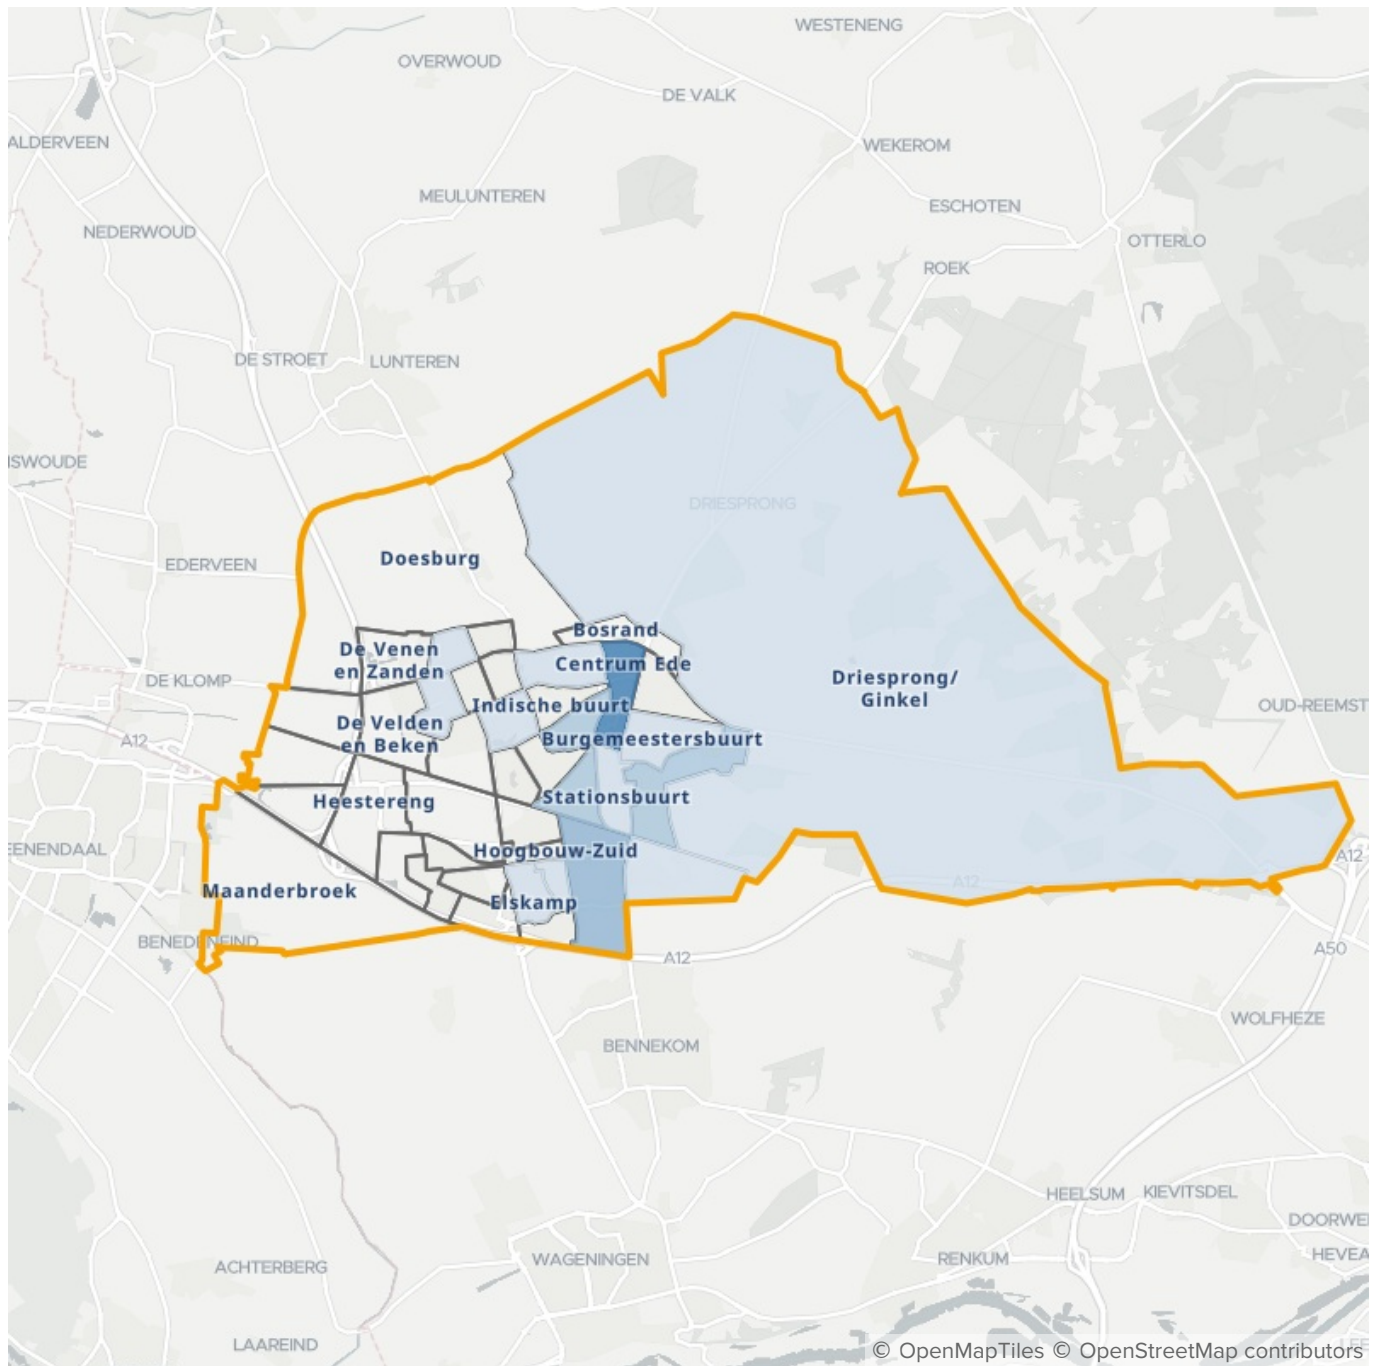 WESTENENG
OVERWOUD
DE VALK
ALDERVEEN
WEKEROM
MEULUNTEREN
ESCHOTEN
NEDERWOUD
OTTERLO
ROEK
DE STROET
LUNTEREN
ISWOUDE
DRIESPRONG
Doesburg
EDERVEEN
Bosrand
De Venen
en Zanden
Centrum Ede
DE KLOMP
Driesprong/
Ginkel
Indische buurt
OUD-REEMST
De Velden
en Beken
A12
Burgemeestersbuurt
Stationsbuurt
Heestereng
EENENDAAL
Hoogbouw-Zuid
A12
A12
Maanderbroek
Elskamp
BENEDENEIND
A12
A50
WOLFHEZE
BENNEKOM
HEELSUM
KIEVITSDEL
DOORWE
WAGENINGEN
RENKUM
HEVEA
ACHTERBERG
LAAREIND
© OpenMapTiles © OpenStreetMap contributors